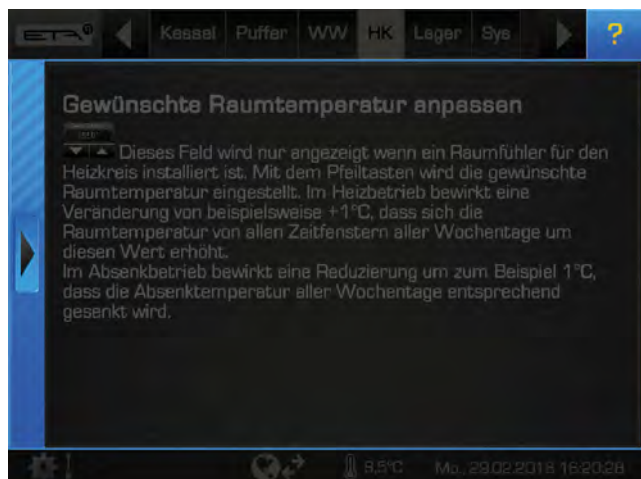 ETA
Kessel Puffer WW HK Lager Sys ?
Gewünschte Raumtemperatur anpassen
Dieses Feld wird nur angezeigt wenn ein Raumfühler für den
Heizkreis installiert ist. Mit dem Pfeiltasten wird die gewünschte
Raumtemperatur eingestellt. Im Heizbetrieb bewirkt eine
Veränderung von beispielsweise +1°C, dass sich die
Raumtemperatur von allen Zeitfenstern aller Wochentage um
diesen Wert erhöht.
Im Absenkbetrieb bewirkt eine Reduzierung um zum Beispiel 1°C,
dass die Absenktemperatur aller Wochentage entsprechend
gesenkt wird.
9,5°C Mo., 29.02.2016 16:20:28